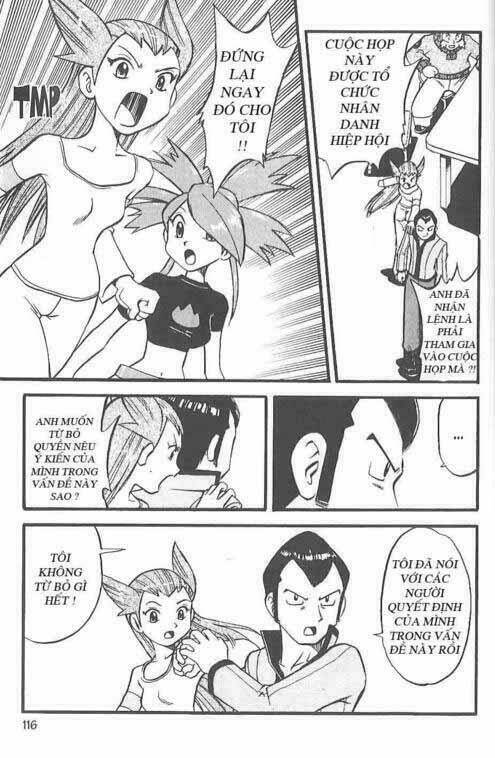 CUỘC HỌP
NÀY
ĐƯỢC TỔ
CHỨC
NHÂN
DANH
HIỆP HỘI
ANH ĐÃ
NHẬN
LỆNH LÀ
PHẢI
THAM GIA
VÀO CUỘC
HỌP MÀ ?!
ĐỨNG
LẠI
NGAY
ĐÓ CHO
TÔI
!!
TMP
...
ANH MUỐN
TỪ BỎ
QUYỀN NÊU
Ý KIẾN CỦA
MÌNH TRONG
VẤN ĐỀ NÀY
SAO ?
TÔI ĐÃ NÓI
VỚI CÁC
NGƯỜI
QUYẾT ĐỊNH
CỦA MÌNH
TRONG VẤN
ĐỀ NÀY RỒI
TÔI
KHÔNG
TỪ BỎ GÌ
HẾT !
116